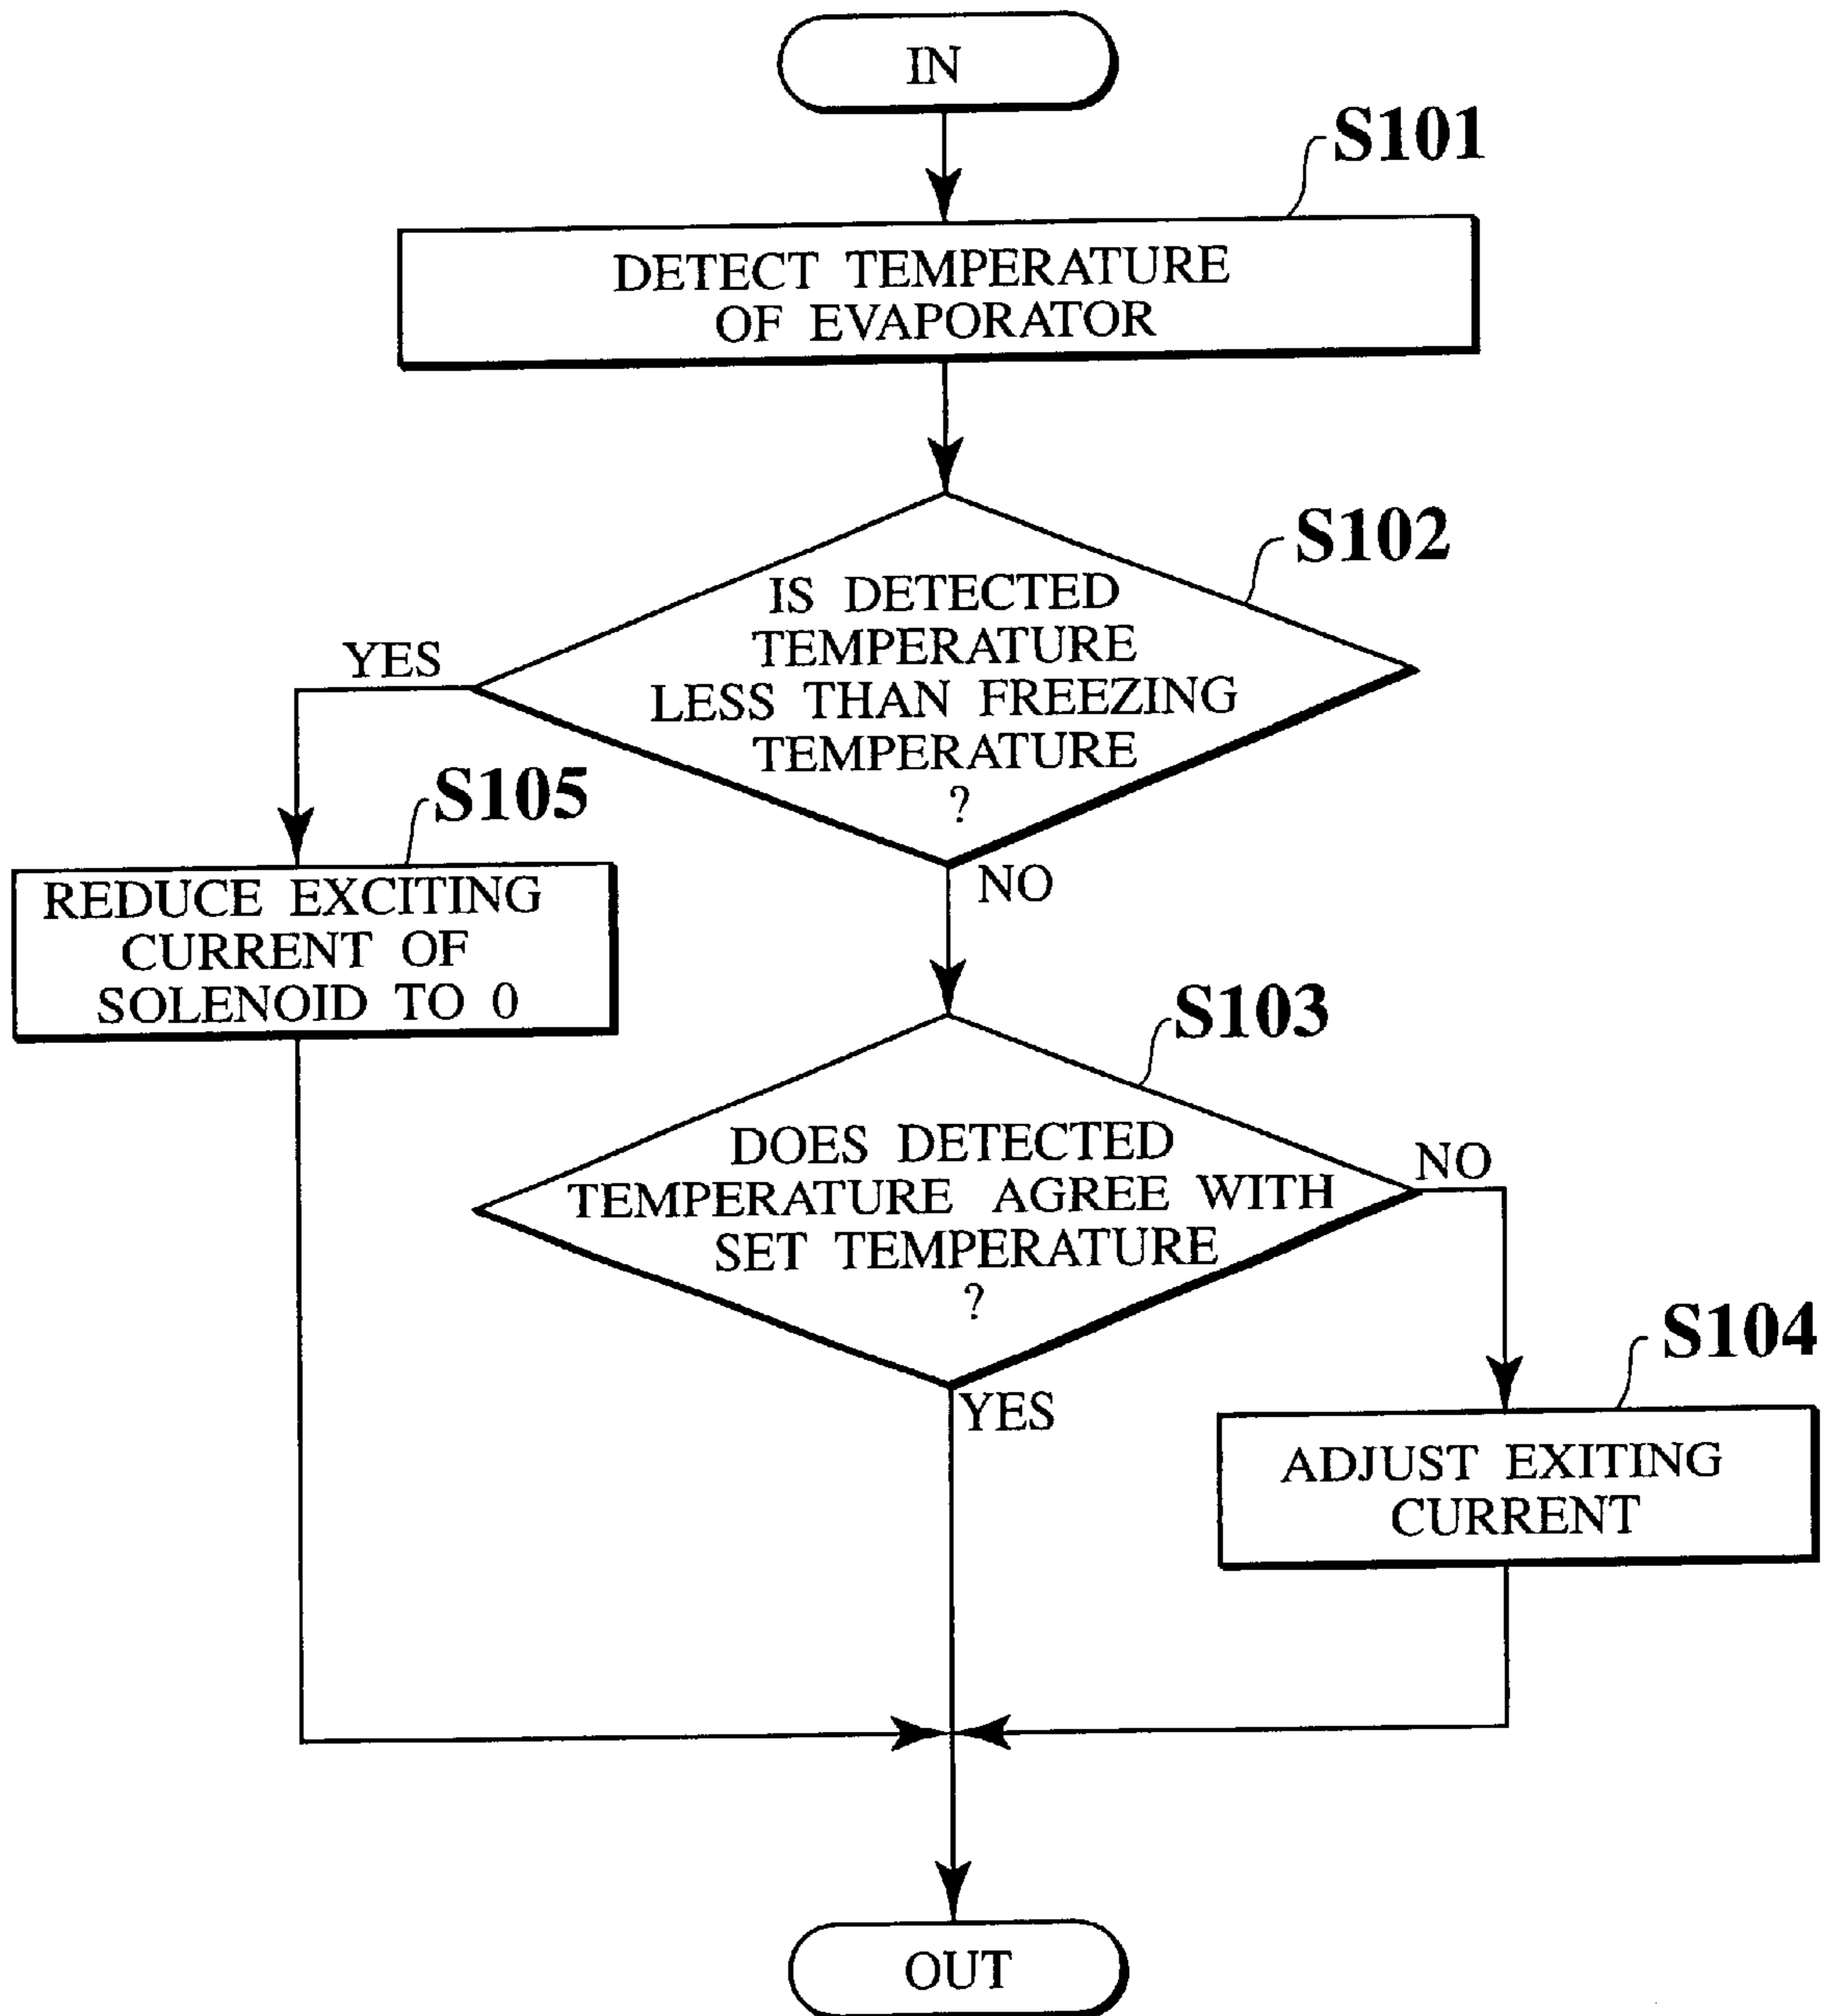 IN
S101
DETECT TEMPERATURE
OF EVAPORATOR
S102
IS DETECTED
TEMPERATURE
LESS THAN FREEZING
TEMPERATURE
?
YES
NO
S105
REDUCE EXCITING
CURRENT OF
SOLENOID TO 0
S103
DOES DETECTED
TEMPERATURE AGREE WITH
SET TEMPERATURE
?
NO
YES
S104
ADJUST EXITING
CURRENT
OUT